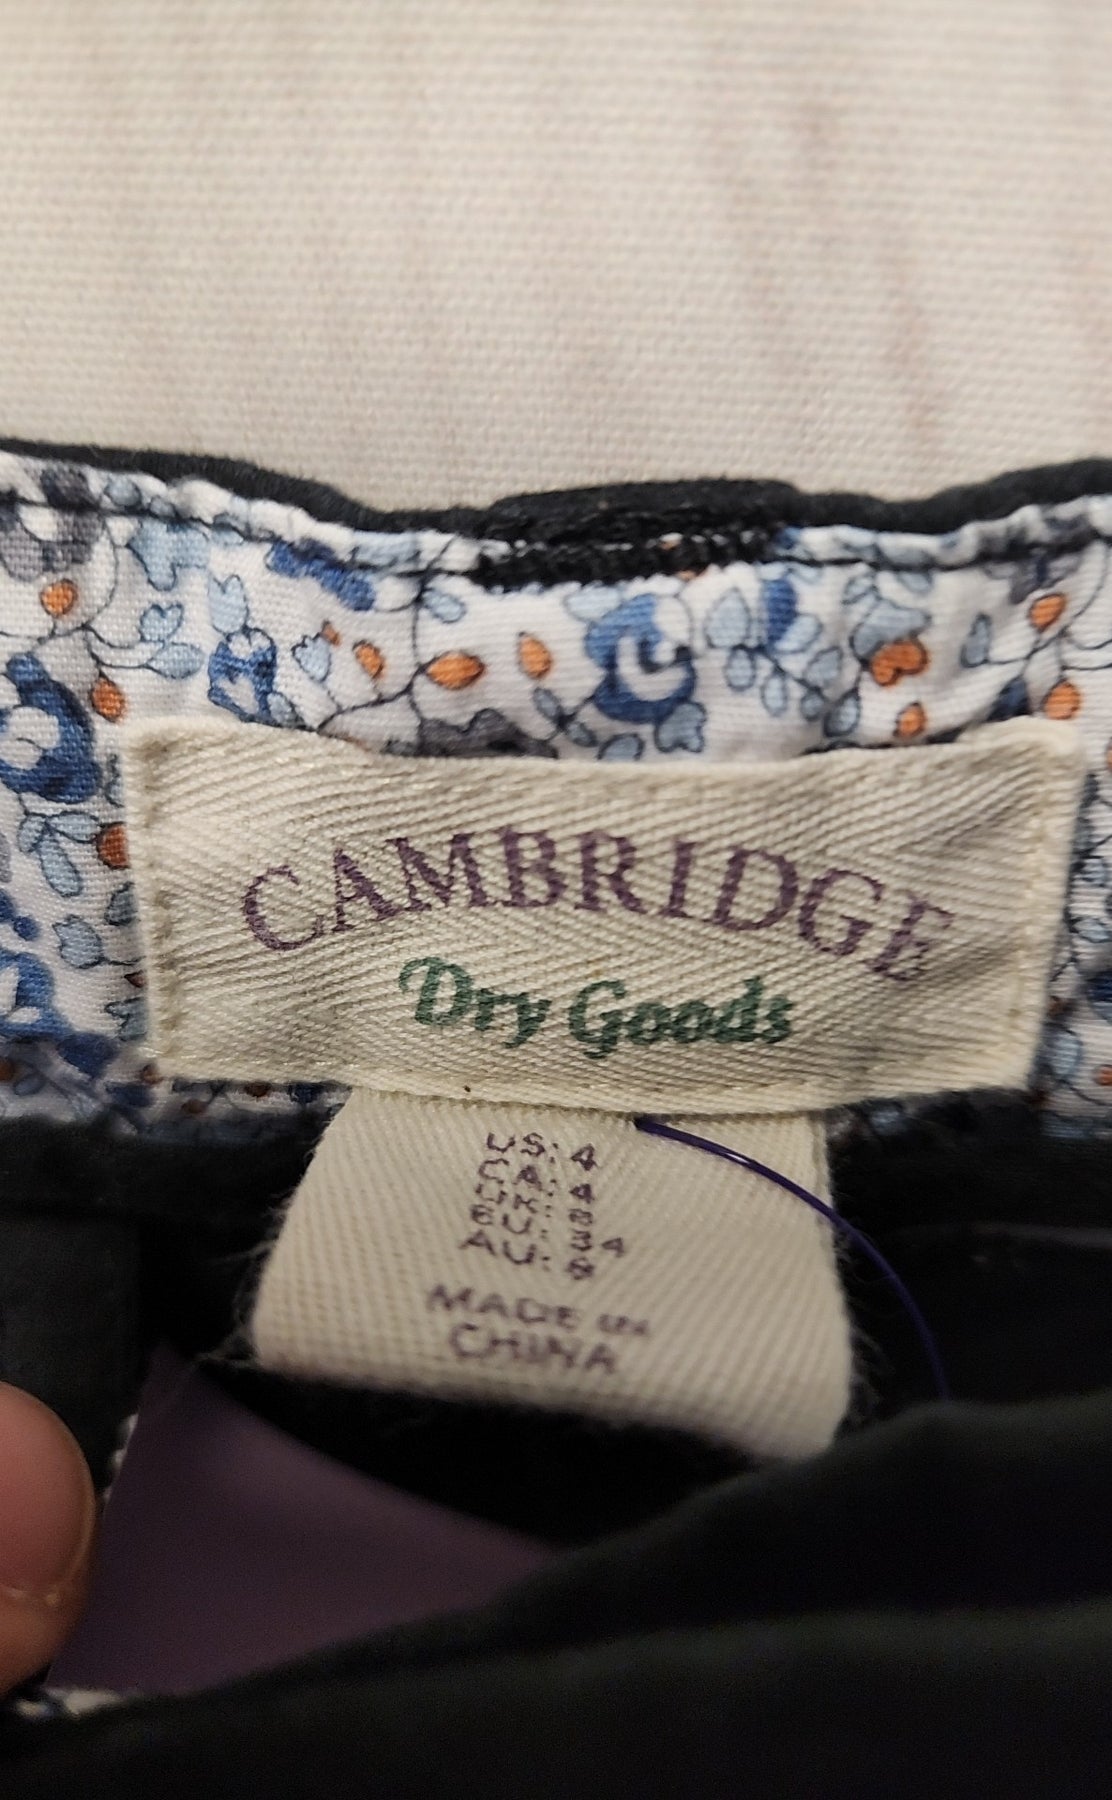 CAMBRIDGE
Dry Goods
US: 4
CA: 4
UK: 8
EU: 34
AU: 8
MADE IN
CHINA